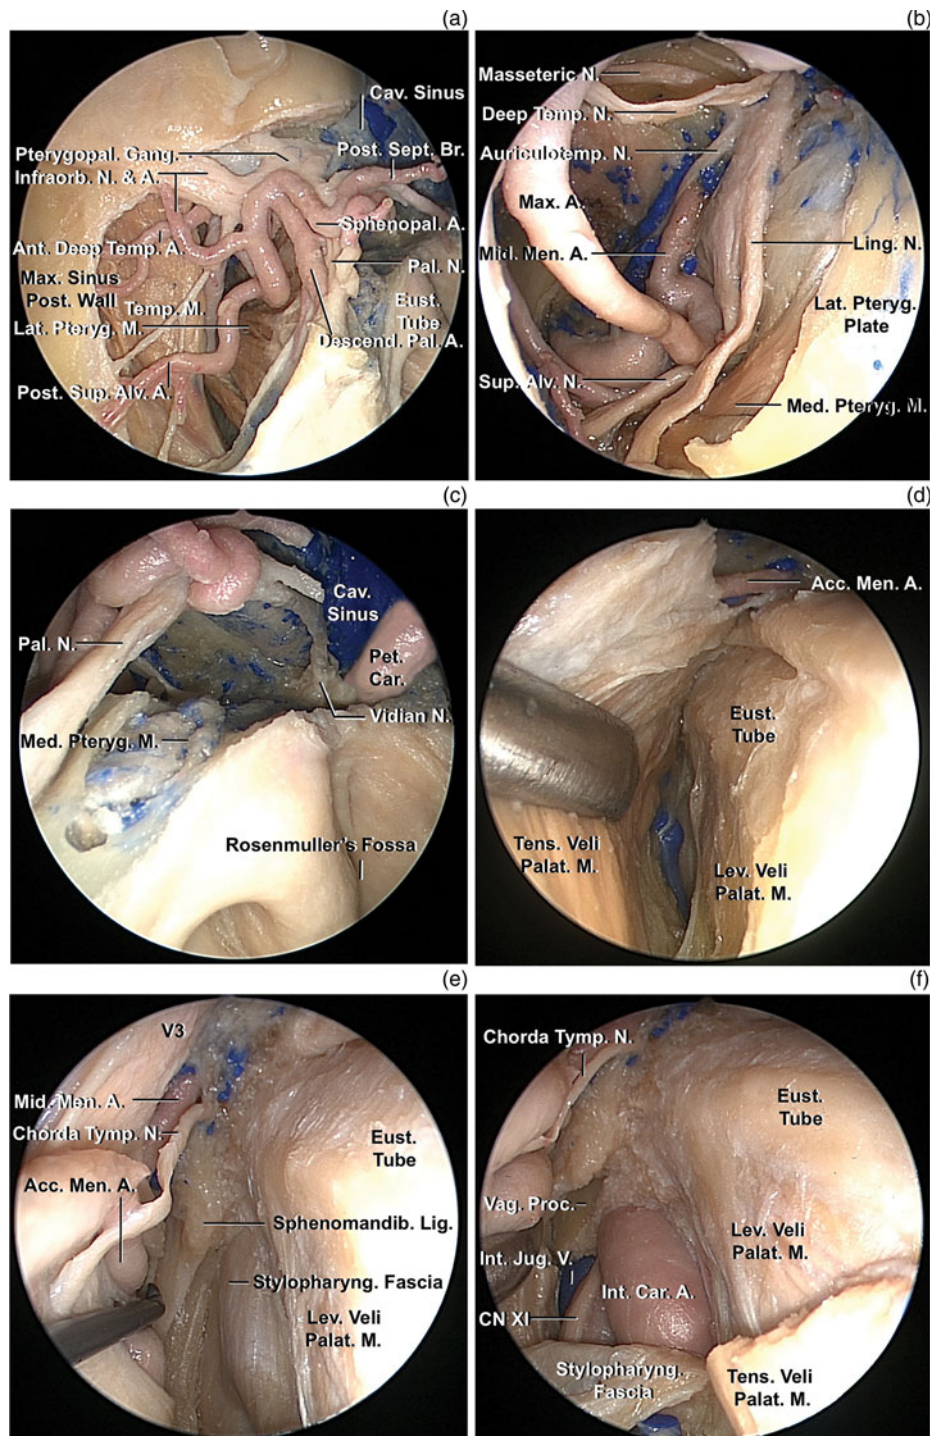 (a)
Cav. Sinus
Pterygopal. Gang.
Post. Sept. Br.
Infraorb. N. & A.
Sphenopal. A.
Ant. Deep Temp. A.
Pal. N.
Max. Sinus
Post. Wall
Temp. M.
Eust.
Tube
Lat. Pteryg. M.
Descend. Pal. A.
Post. Sup. Alv. A.
(b)
Masseteric N.
Deep Temp. N.
Auriculotemp. N.
Max. A.
Mid. Men. A.
Ling. N.
Lat. Pteryg.
Plate
Sup. Alv. N.
Med. Pteryg. M.
(c)
Cav.
Sinus
Pal. N.
Pet.
Car.
Vidian N.
Med. Pteryg. M.
Rosenmuller's Fossa
(d)
Acc. Men. A.
Eust.
Tube
Tens. Veli
Palat. M.
Lev. Veli
Palat. M.
(e)
V3
Mid. Men. A.
Chorda Tymp. N.
Eust.
Tube
Acc. Men. A.
Sphenomandib. Lig.
Stylopharyng. Fascia
Lev. Veli
Palat. M.
(f)
Chorda Tymp. N.
Eust.
Tube
Vag. Proc.
Lev. Veli
Palat. M.
Int. Jug. V.
Int. Car. A.
CN XI
Stylopharyng.
Fascia
Tens. Veli
Palat. M.